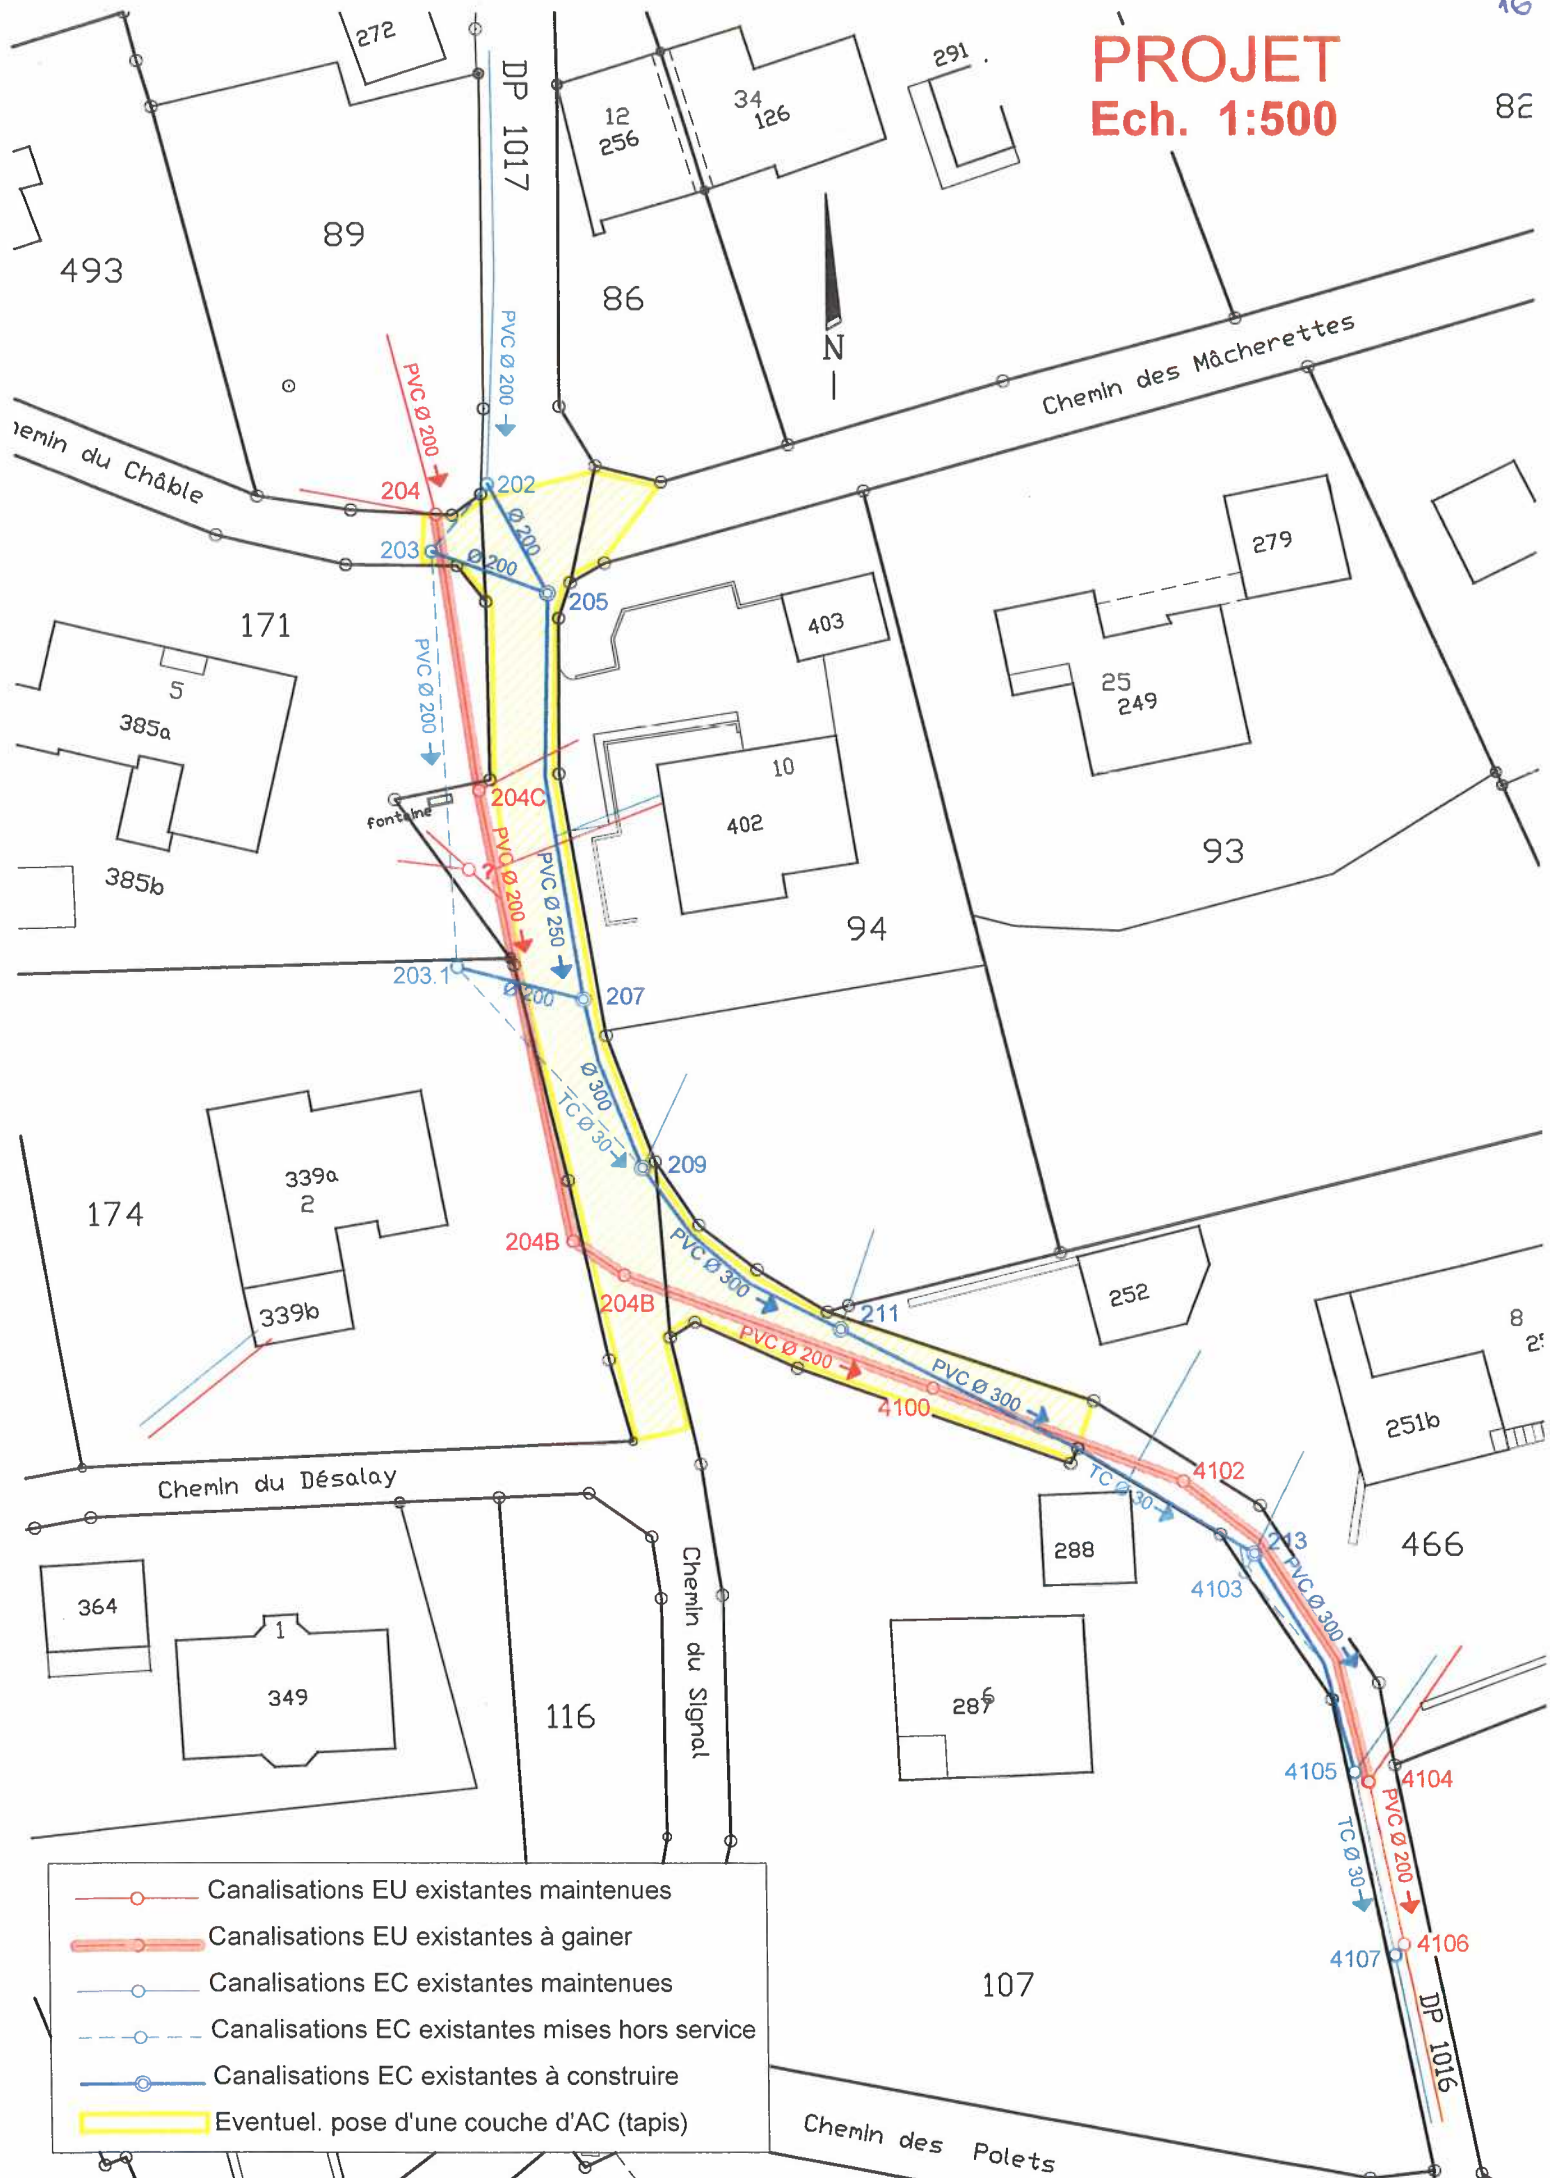 16
PROJET
Ech. 1:500
272
DP 1017
12
256
34
126
291
82
89
493
86
N
PVC Ø 200
PVC Ø 200
Chemin des Mâcherettes
hemin du Châble
204
202
203
Ø 200
Ø 200
205
171
5
385a
385b
PVC Ø 200
403
279
25
249
10
402
204C
fontaine
?
PVC Ø 200
PVC Ø 250
93
94
203.1
Ø 200
207
Ø 300
TC Ø 30
209
339a
2
174
339b
204B
204B
PVC Ø 300
211
PVC Ø 200
PVC Ø 300
4100
252
8
251b
4102
TC Ø 30
213
4103
466
288
PVC Ø 300
Chemin du Désalay
364
1
349
116
Chemin du Signal
287
6
4105
4104
PVC Ø 200
TC Ø 30
4106
4107
107
DP 1016
Canalisations EU existantes maintenues
Canalisations EU existantes à gainer
Canalisations EC existantes maintenues
Canalisations EC existantes mises hors service
Canalisations EC existantes à construire
Eventuel. pose d'une couche d'AC (tapis)
Chemin des Polets